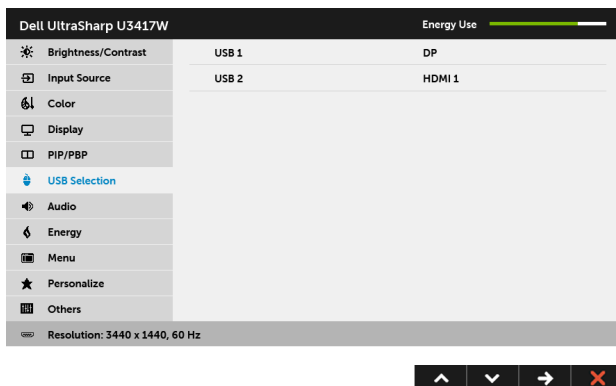 Dell UltraSharp U3417W
Energy Use
Brightness/Contrast
USB 1
DP
Input Source
USB 2
HDMI 1
Color
Display
PIP/PBP
USB Selection
Audio
Energy
Menu
Personalize
Others
Resolution: 3440 x 1440, 60 Hz